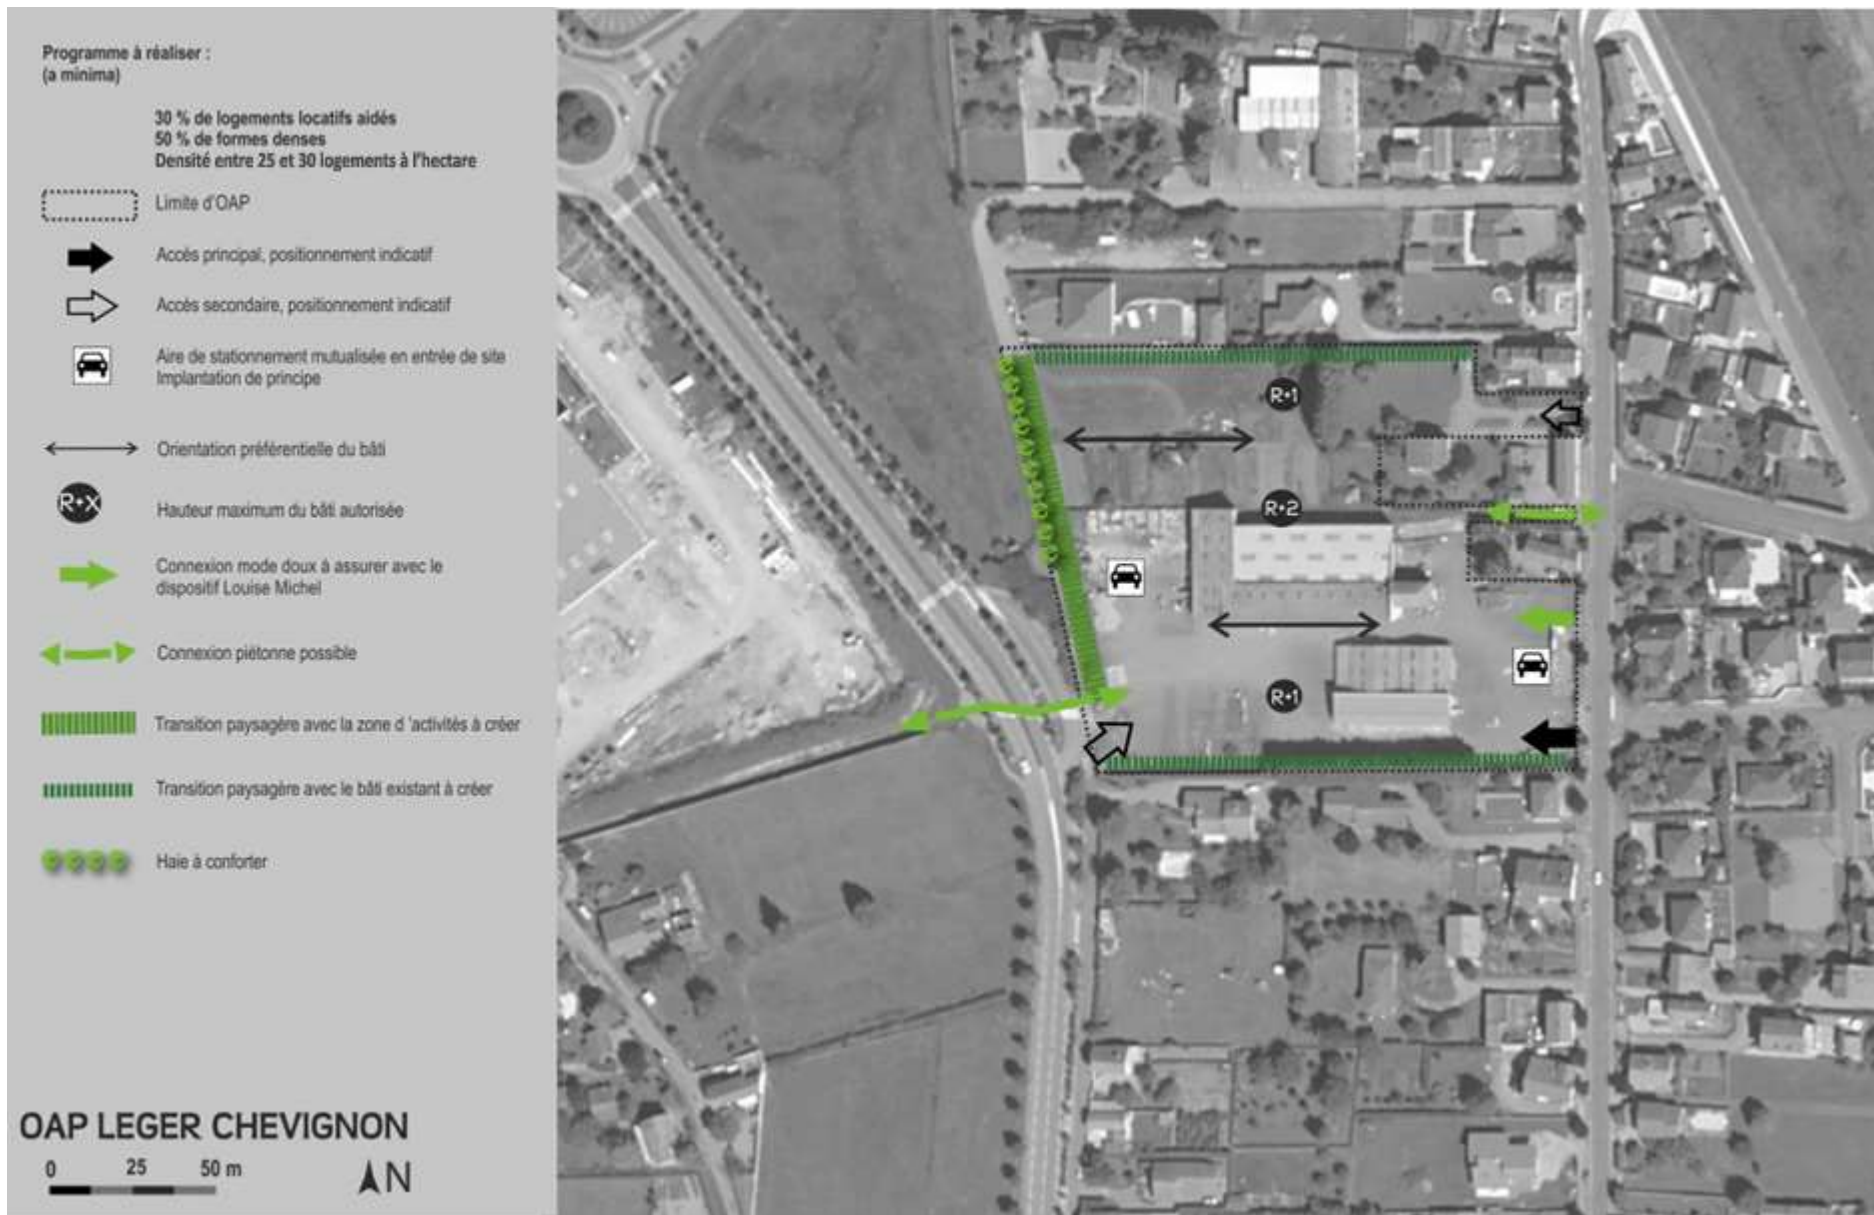 Programme à réaliser :
(a minima)
30 % de logements locatifs aidés
50 % de formes denses
Densité entre 25 et 30 logements à l'hectare
Limite d'OAP
Accès principal, positionnement indicatif
Accès secondaire, positionnement indicatif
Aire de stationnement mutualisée en entrée de site
Implantation de principe
Orientation préférentielle du bâti
R+X
Hauteur maximum du bâti autorisée
Connexion mode doux à assurer avec le
dispositif Louise Michel
Connexion piétonne possible
Transition paysagère avec la zone d 'activités à créer
Transition paysagère avec le bâti existant à créer
Haie à conforter
OAP LEGER CHEVIGNON
0 25 50 m
N
R+1
R+2
R+1